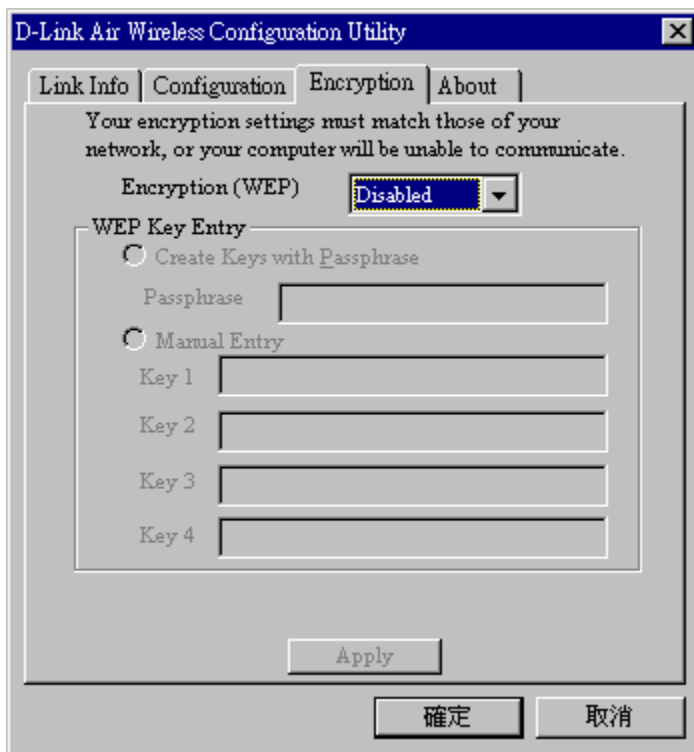 D-Link Air Wireless Configuration Utility
Link Info Configuration Encryption About
Your encryption settings must match those of your
network, or your computer will be unable to communicate.
Encryption (WEP) Disabled
WEP Key Entry
Create Keys with Passphrase
Passphrase
Manual Entry
Key 1
Key 2
Key 3
Key 4
Apply
確定 取消